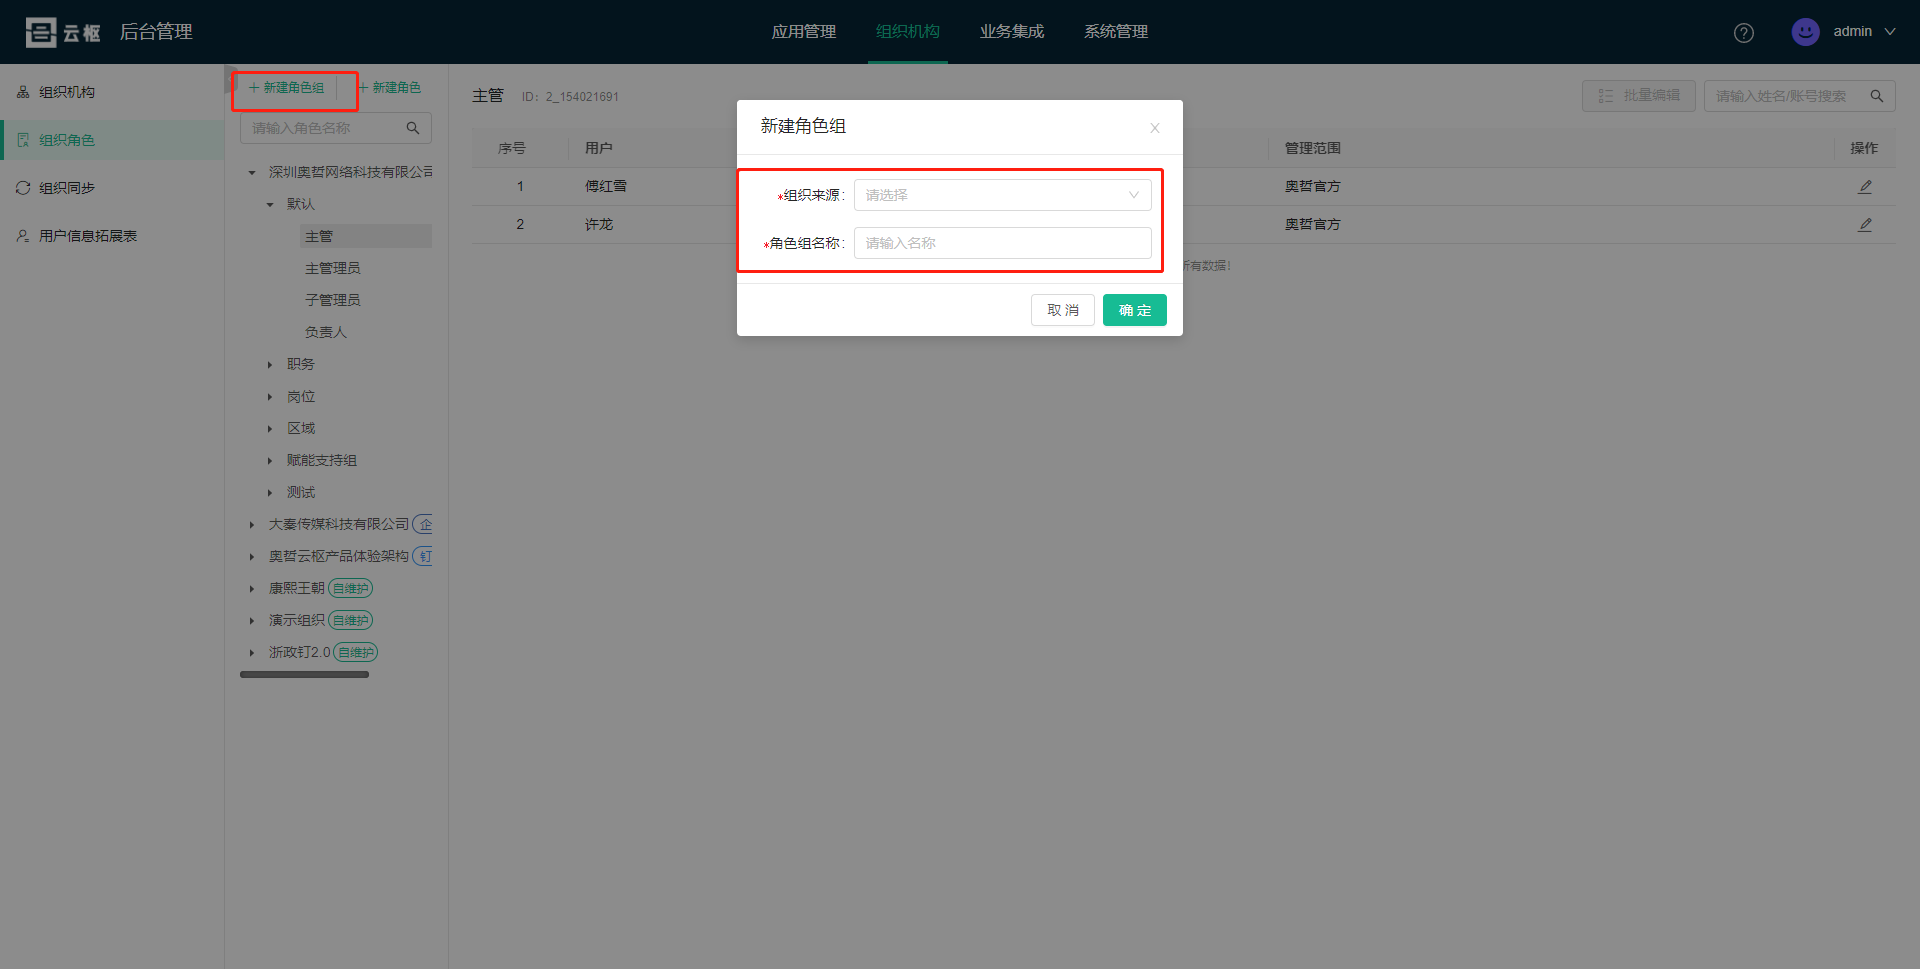 云枢 后台管理
应用管理 组织机构 业务集成 系统管理
admin
组织机构
组织角色
组织同步
用户信息拓展表
新建角色组 新建角色
请输入角色名称
深圳奥哲网络科技有限公司
默认
主管
主管理员
子管理员
负责人
职务
岗位
区域
赋能支持组
测试
大秦传媒科技有限公司 企
奥哲云枢产品体验架构 钉
康熙王朝 自维护
演示组织 自维护
浙政钉2.0 自维护
主管 ID: 2_154021691
批量编辑 请输入姓名/账号搜索
序号 用户 管理范围 操作
1 傅红雪 奥哲官方
2 许龙 奥哲官方
所有数据!
新建角色组
*组织来源: 请选择
*角色组名称: 请输入名称
取消 确定